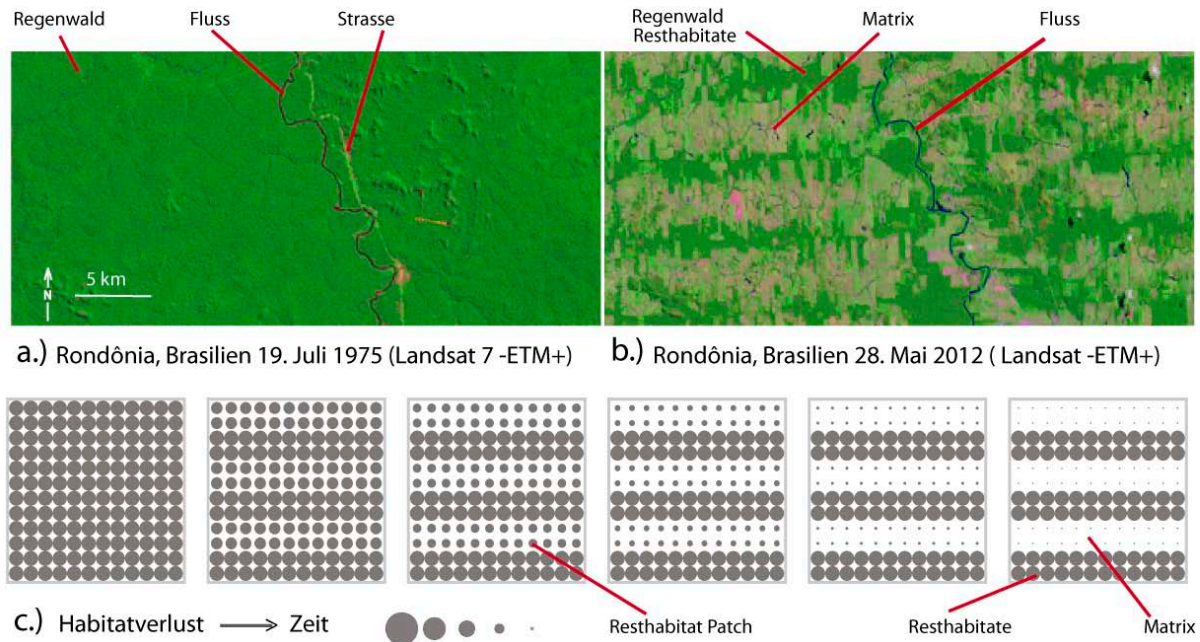 Regenwald
Fluss
Strasse
Regenwald
Resthabitate
Matrix
Fluss
N
5 km
a.) Rondônia, Brasilien 19. Juli 1975 (Landsat 7 -ETM+)
b.) Rondônia, Brasilien 28. Mai 2012 ( Landsat -ETM+)
c.) Habitatverlust
Zeit
Resthabitat Patch
Resthabitate
Matrix